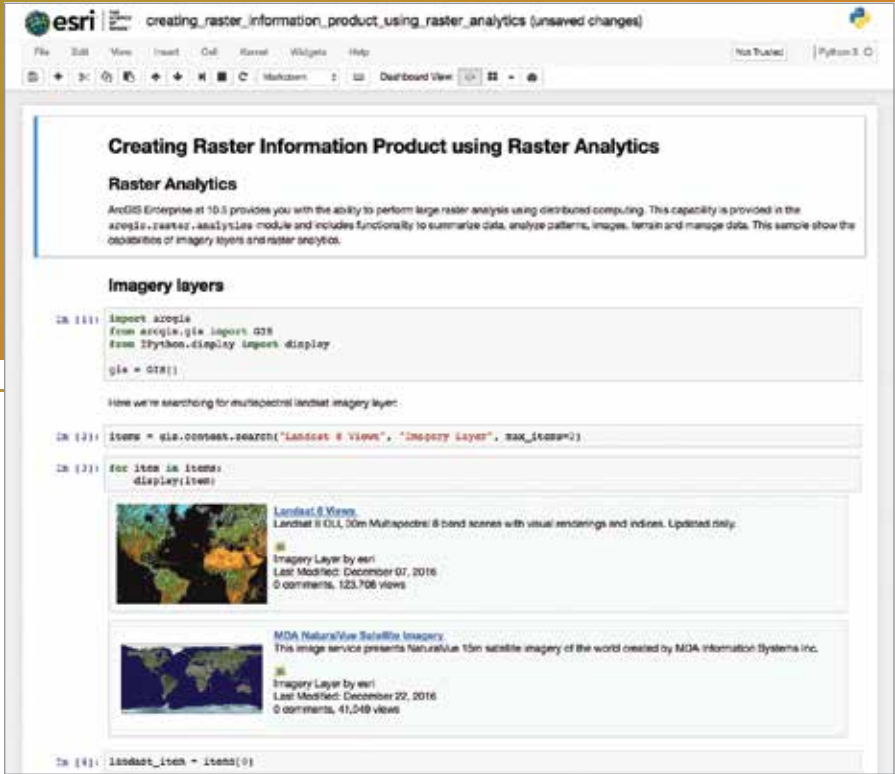 esri THE SCIENCE OF WHERE creating_raster_information_product_using_raster_analytics (unsaved changes)
File Edit View Insert Cell Kernel Widgets Help Not Trusted Python 3
Markdown Dashboard View:
Creating Raster Information Product using Raster Analytics
Raster Analytics
ArcGIS Enterprise at 10.5 provides you with the ability to perform large raster analysis using distributed computing. This capability is provided in the
arcgis.raster.analytics module and includes functionality to summarize data, analyze patterns, images, terrain and manage data. This sample show the
capabilities of imagery layers and raster analytics.
Imagery layers
In [1]: import arcgis
from arcgis.gis import GIS
from IPython.display import display
gis = GIS()
Here we're searching for multispectral landsat imagery layer:
In [2]: items = gis.content.search("Landsat 8 Views", "Imagery Layer", max_items=2)
In [3]: for item in items:
display(item)
Landsat 8 Views
Landsat 8 OLI, 30m Multispectral 8 band scenes with visual renderings and indices. Updated daily.
Imagery Layer by esri
Last Modified: December 07, 2016
0 comments, 123,708 views
MDA NaturalVue Satellite Imagery
This image service presents NaturalVue 15m satellite imagery of the world created by MDA Information Systems Inc.
Imagery Layer by esri
Last Modified: December 22, 2016
0 comments, 41,049 views
In [4]: landsat_item = items[0]